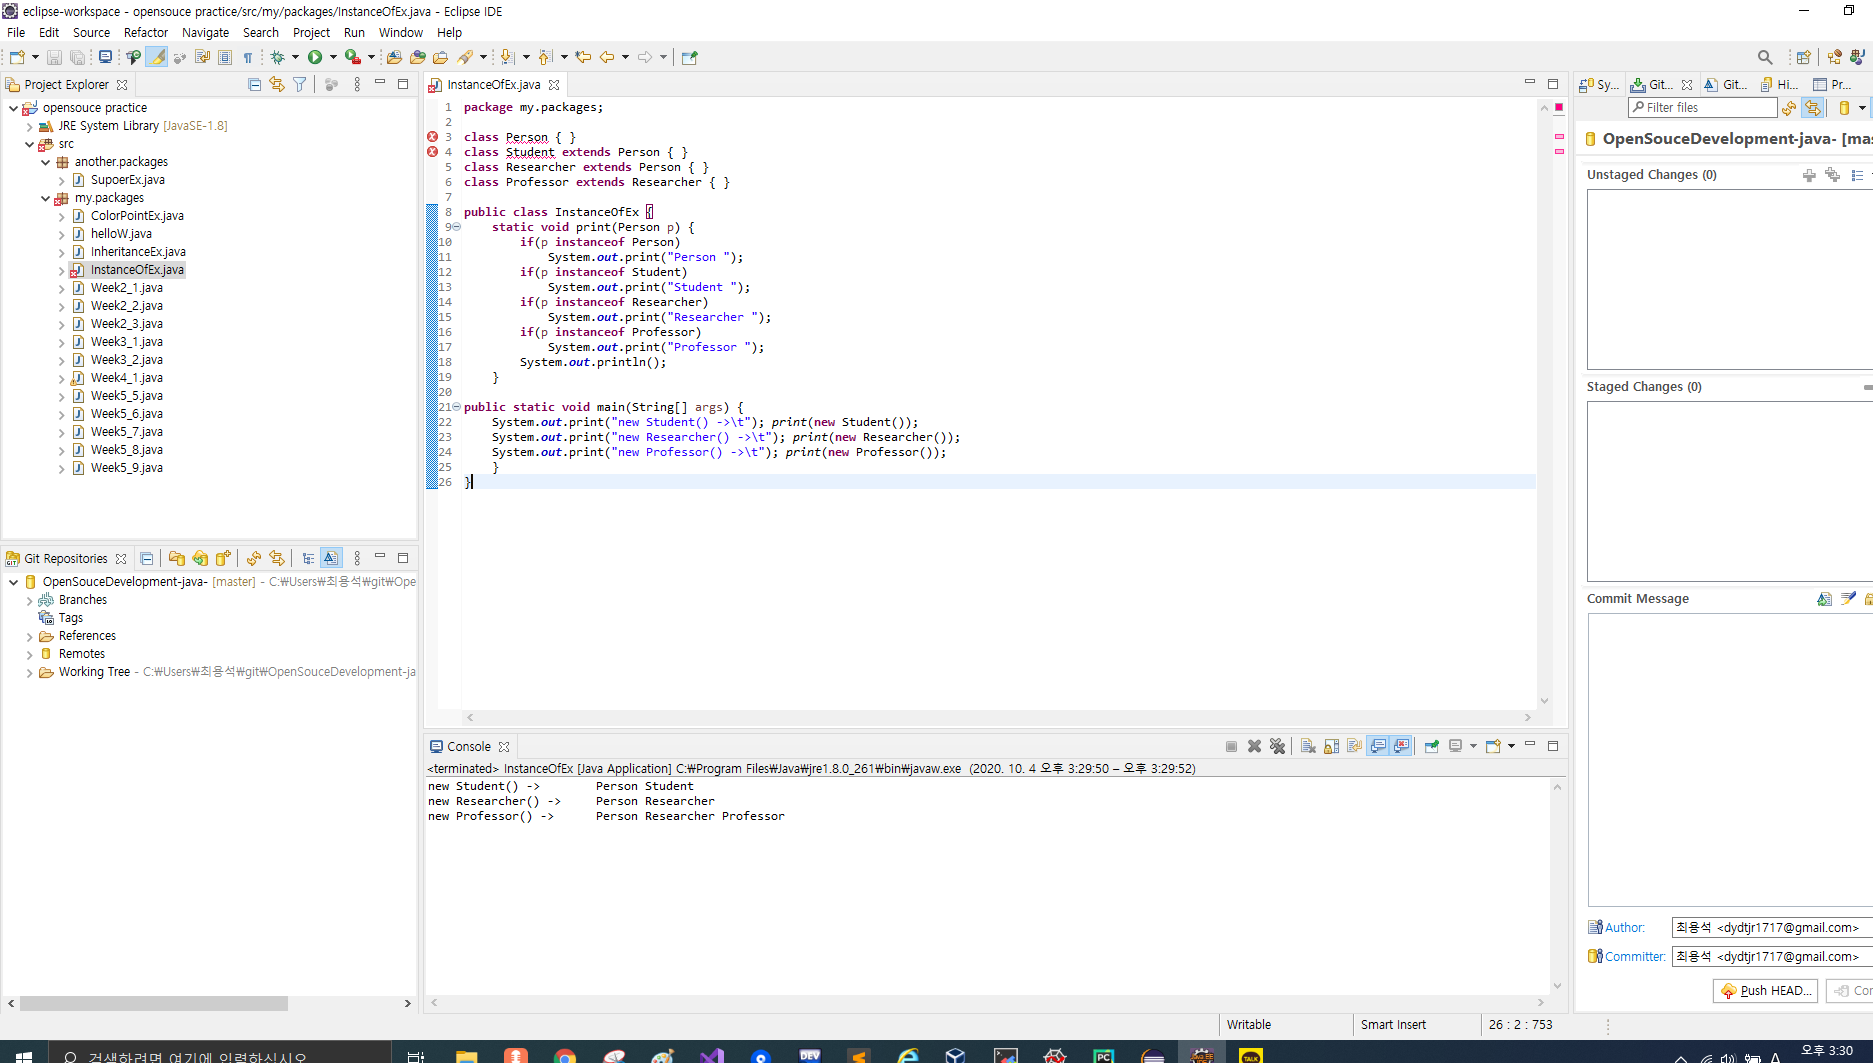 eclipse-workspace - opensouce practice/src/my/packages/InstanceOfEx.java - Eclipse IDE
File Edit Source Refactor Navigate Search Project Run Window Help
Project Explorer
opensouce practice
JRE System Library [JavaSE-1.8]
src
another.packages
SupoerEx.java
my.packages
ColorPointEx.java
helloW.java
InheritanceEx.java
InstanceOfEx.java
Week2_1.java
Week2_2.java
Week2_3.java
Week3_1.java
Week3_2.java
Week4_1.java
Week5_5.java
Week5_6.java
Week5_7.java
Week5_8.java
Week5_9.java
Git Repositories
OpenSouceDevelopment-java- [master] - C:₩Users₩최용석₩git₩Ope
Branches
Tags
References
Remotes
Working Tree - C:₩Users₩최용석₩git₩OpenSouceDevelopment-ja
InstanceOfEx.java
1 package my.packages;
2
3 class Person { }
4 class Student extends Person { }
5 class Researcher extends Person { }
6 class Professor extends Researcher { }
7
8 public class InstanceOfEx {
9 static void print(Person p) {
10 if(p instanceof Person)
11 System.out.print("Person ");
12 if(p instanceof Student)
13 System.out.print("Student ");
14 if(p instanceof Researcher)
15 System.out.print("Researcher ");
16 if(p instanceof Professor)
17 System.out.print("Professor ");
18 System.out.println();
19 }
20
21 public static void main(String[] args) {
22 System.out.print("new Student() ->\t"); print(new Student());
23 System.out.print("new Researcher() ->\t"); print(new Researcher());
24 System.out.print("new Professor() ->\t"); print(new Professor());
25 }
26 }
Console
<terminated> InstanceOfEx [Java Application] C:₩Program Files₩Java₩jre1.8.0_261₩bin₩javaw.exe (2020. 10. 4 오후 3:29:50 – 오후 3:29:52)
new Student() -> Person Student
new Researcher() -> Person Researcher
new Professor() -> Person Researcher Professor
Sy... Git... Git... Hi... Pr...
Filter files
OpenSouceDevelopment-java- [mas
Unstaged Changes (0)
Staged Changes (0)
Commit Message
Author: 최용석 <dydtjr1717@gmail.com>
Committer: 최용석 <dydtjr1717@gmail.com>
Push HEAD... Con
Writable Smart Insert 26 : 2 : 753
검색하려면 여기에 입력하십시오 오후 3:30